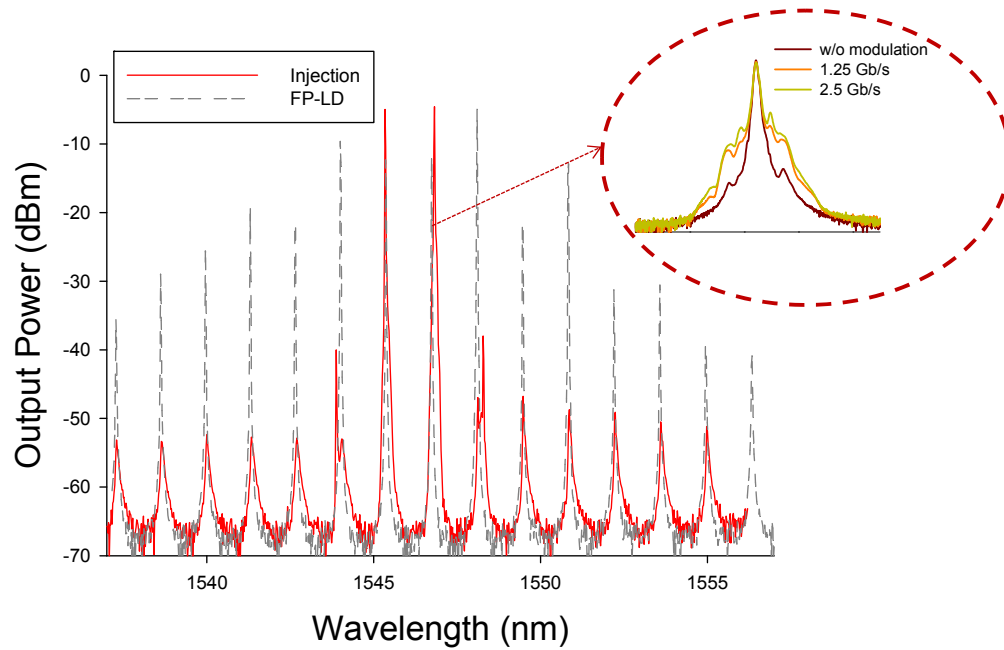 w/o modulation
1.25 Gb/s
2.5 Gb/s
Injection
FP-LD
0
-10
-20
-30
-40
-50
-60
-70
Output Power (dBm)
1540 1545 1550 1555
Wavelength (nm)